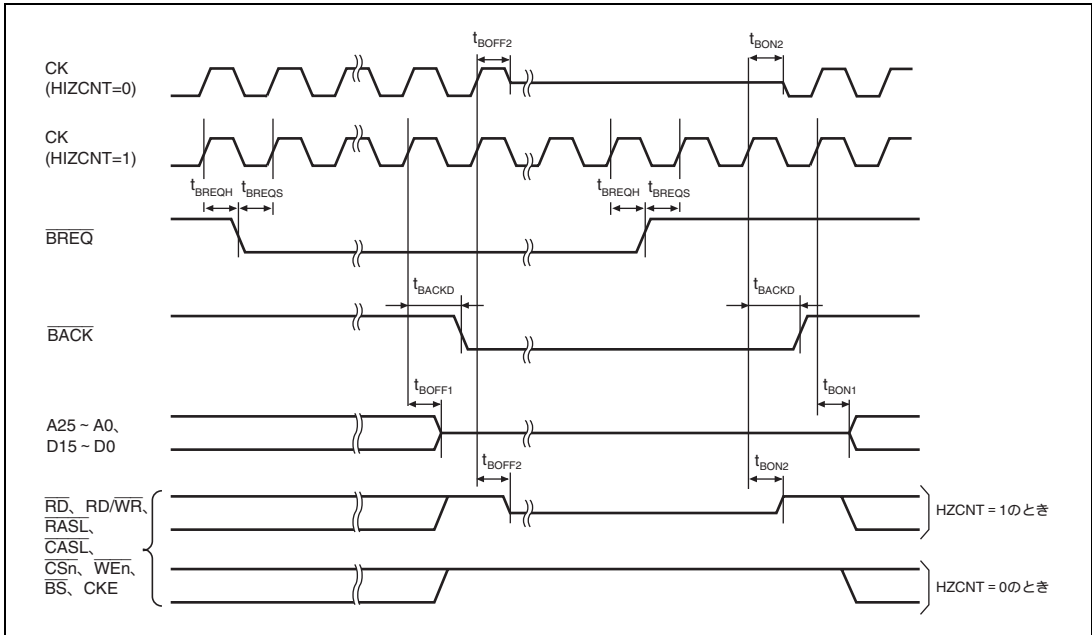 t_BOFF2 t_BON2
CK
(HIZCNT=0)
CK
(HIZCNT=1)
t_BREQH t_BREQS t_BREQH t_BREQS
BREQ
t_BACKD t_BACKD
BACK
t_BOFF1 t_BON1
A25 ~ A0、
D15 ~ D0
t_BOFF2 t_BON2
RD、RD/WR、
RASL、
CASL、
CSn、WEn、
BS、CKE
HZCNT = 1のとき
HZCNT = 0のとき